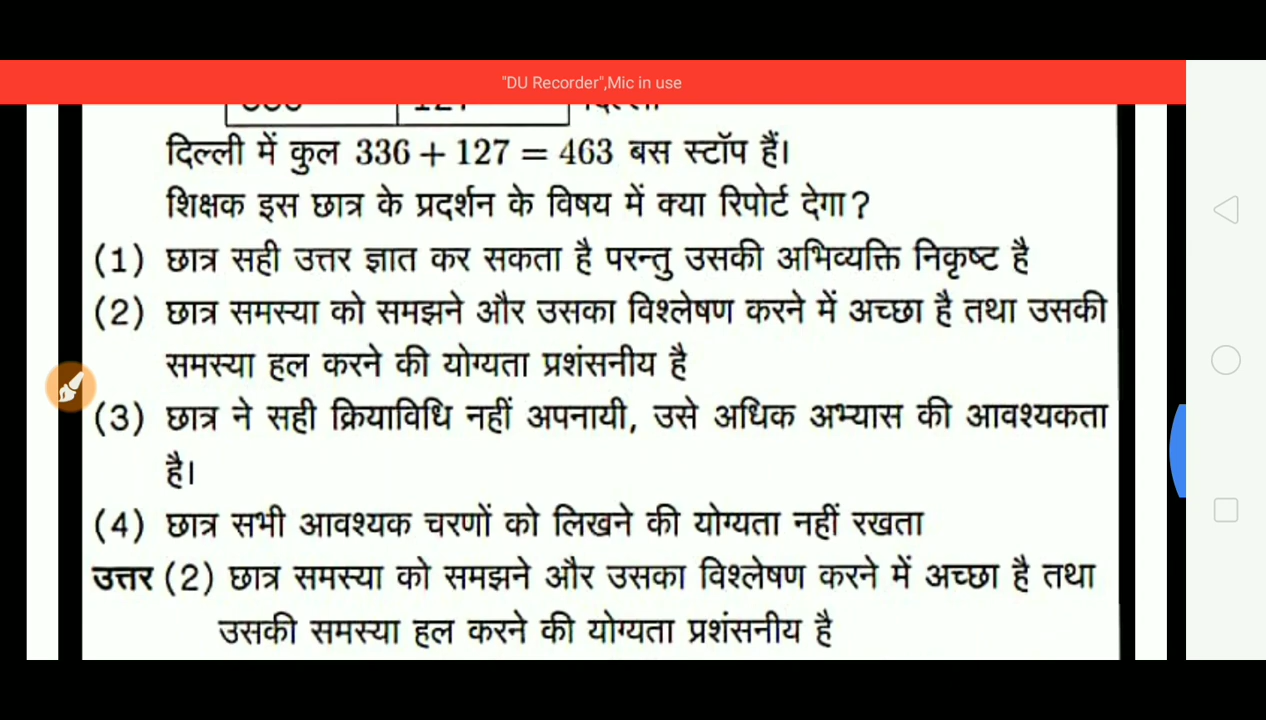 "DU Recorder",Mic in use
दिल्ली में कुल 336 + 127 = 463 बस स्टॉप हैं।
शिक्षक इस छात्र के प्रदर्शन के विषय में क्या रिपोर्ट देगा?
(1) छात्र सही उत्तर ज्ञात कर सकता है परन्तु उसकी अभिव्यक्ति निकृष्ट है
(2) छात्र समस्या को समझने और उसका विश्लेषण करने में अच्छा है तथा उसकी
समस्या हल करने की योग्यता प्रशंसनीय है
(3) छात्र ने सही क्रियाविधि नहीं अपनायी, उसे अधिक अभ्यास की आवश्यकता
है।
(4) छात्र सभी आवश्यक चरणों को लिखने की योग्यता नहीं रखता
उत्तर (2) छात्र समस्या को समझने और उसका विश्लेषण करने में अच्छा है तथा
उसकी समस्या हल करने की योग्यता प्रशंसनीय है